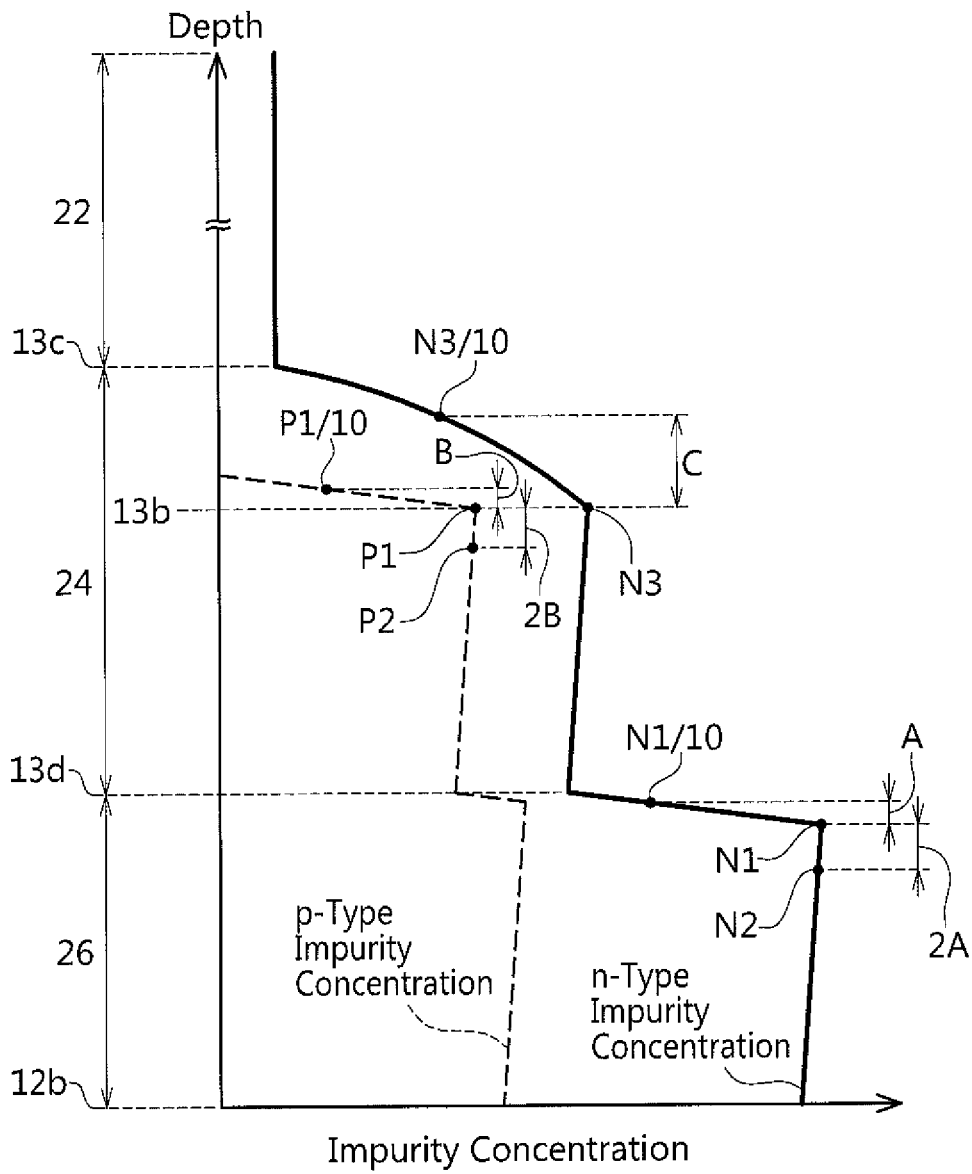 Depth
22
13c
N3/10
P1/10
B
C
13b
P1
N3
24
P2
2B
N1/10
A
13d
N1
N2
2A
p-Type
Impurity
Concentration
26
n-Type
Impurity
Concentration
12b
Impurity Concentration